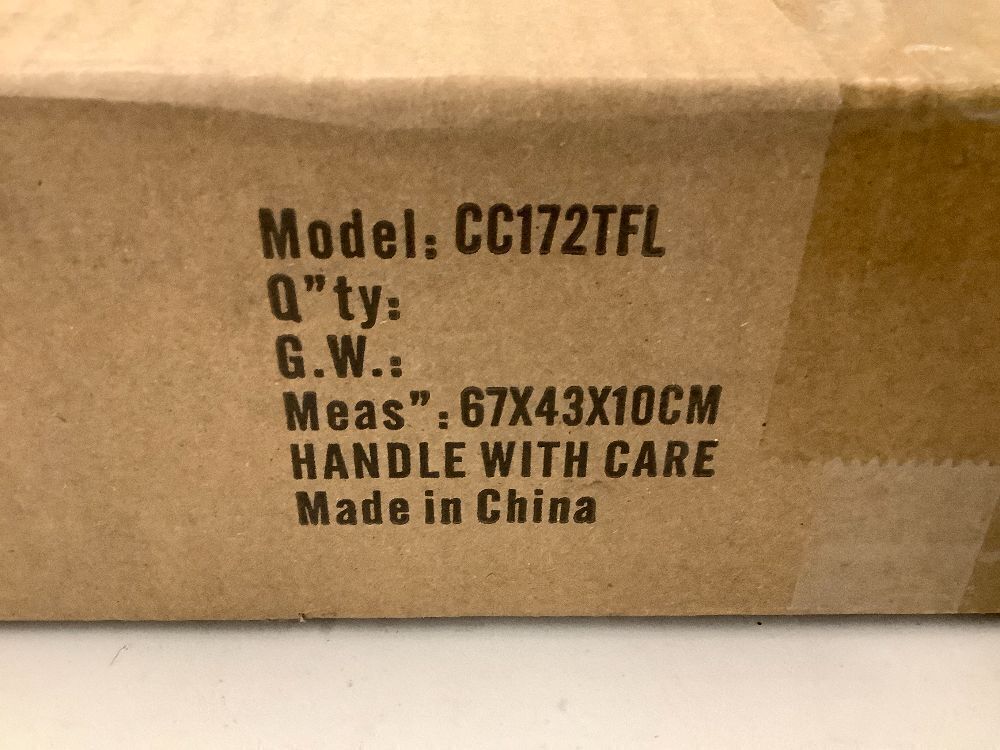 Model: CC172TFL
Q”ty:
G.W.:
Meas”: 67X43X10CM
HANDLE WITH CARE
Made in China